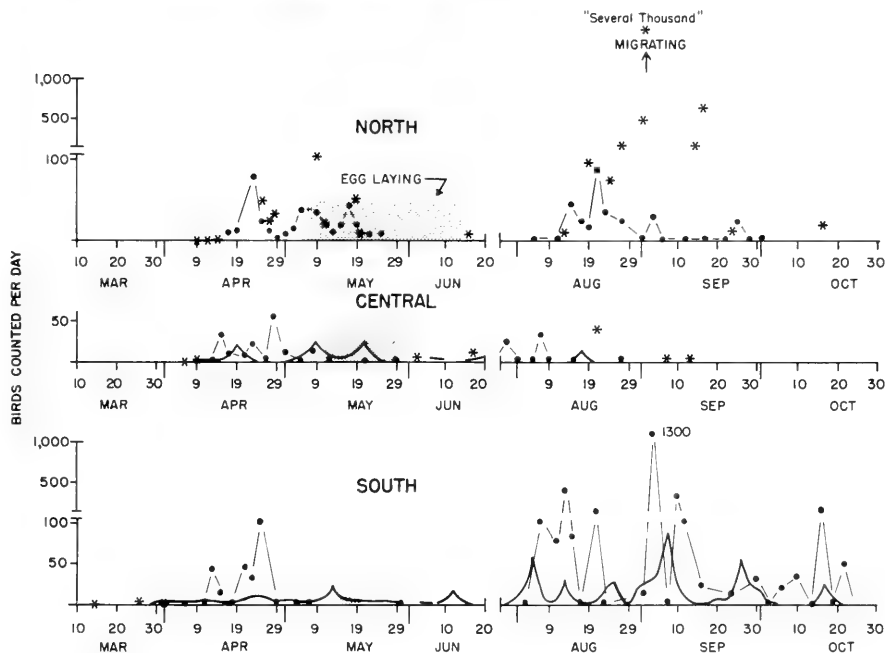 "Several Thousand"
*
MIGRATING
1,000
500
100
NORTH
EGG LAYING
10 20 30 9 19 29 9 19 29 10 20 9 19 29 10 20 30 10 20 30
MAR APR MAY JUN AUG SEP OCT
CENTRAL
50
10 20 30 9 19 29 9 19 29 10 20 9 19 29 10 20 30 10 20 30
MAR APR MAY JUN AUG SEP OCT
BIRDS COUNTED PER DAY
1,000
500
100
50
SOUTH
1300
10 20 30 9 19 29 9 19 29 10 20 9 19 29 10 20 30 10 20 30
MAR APR MAY JUN AUG SEP OCT